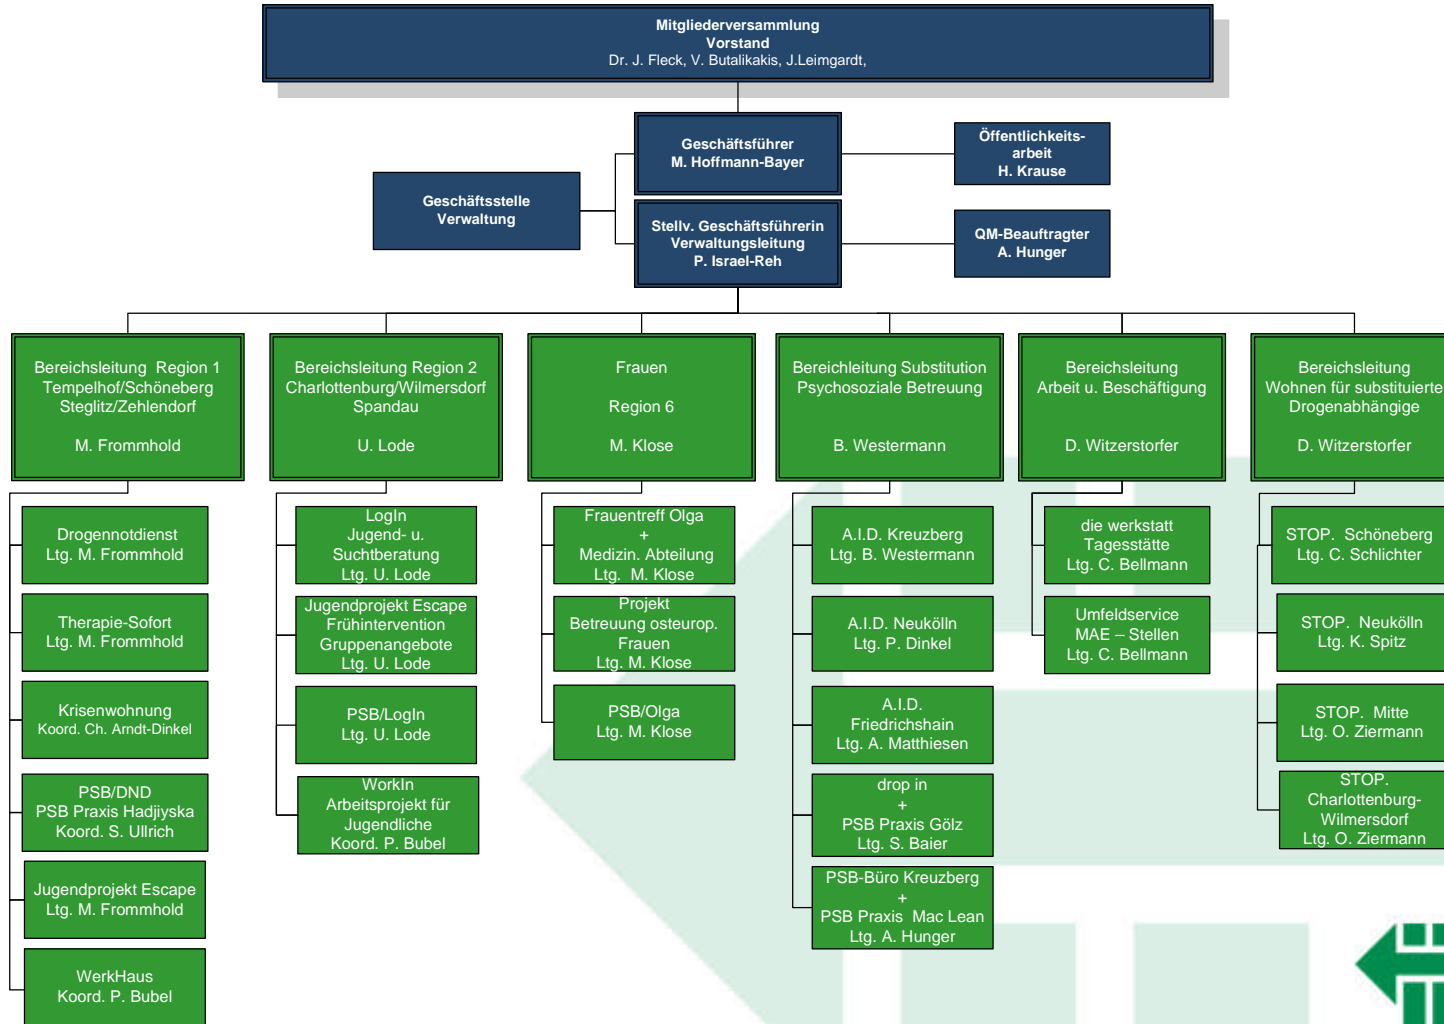 Mitgliederversammlung
Vorstand
Dr. J. Fleck, V. Butalikakis, J.Leimgardt,
Geschäftsführer
M. Hoffmann-Bayer
Öffentlichkeits-
arbeit
H. Krause
Geschäftsstelle
Verwaltung
Stellv. Geschäftsführerin
Verwaltungsleitung
P. Israel-Reh
QM-Beauftragter
A. Hunger
Bereichsleitung Region 1
Tempelhof/Schöneberg
Steglitz/Zehlendorf
M. Frommhold
Drogennotdienst
Ltg. M. Frommhold
Therapie-Sofort
Ltg. M. Frommhold
Krisenwohnung
Koord. Ch. Arndt-Dinkel
PSB/DND
PSB Praxis Hadjiyska
Koord. S. Ullrich
Jugendprojekt Escape
Ltg. M. Frommhold
WerkHaus
Koord. P. Bubel
Bereichsleitung Region 2
Charlottenburg/Wilmersdorf
Spandau
U. Lode
LogIn
Jugend- u.
Suchtberatung
Ltg. U. Lode
Jugendprojekt Escape
Frühintervention
Gruppenangebote
Ltg. U. Lode
PSB/LogIn
Ltg. U. Lode
WorkIn
Arbeitsprojekt für
Jugendliche
Koord. P. Bubel
Frauen
Region 6
M. Klose
Frauentreff Olga
+
Medizin. Abteilung
Ltg. M. Klose
Projekt
Betreuung osteurop.
Frauen
Ltg. M. Klose
PSB/Olga
Ltg. M. Klose
Bereichleitung Substitution
Psychosoziale Betreuung
B. Westermann
A.I.D. Kreuzberg
Ltg. B. Westermann
A.I.D. Neukölln
Ltg. P. Dinkel
A.I.D.
Friedrichshain
Ltg. A. Matthiesen
drop in
+
PSB Praxis Gölz
Ltg. S. Baier
PSB-Büro Kreuzberg
+
PSB Praxis Mac Lean
Ltg. A. Hunger
Bereichsleitung
Arbeit u. Beschäftigung
D. Witzerstorfer
die werkstatt
Tagesstätte
Ltg. C. Bellmann
Umfeldservice
MAE – Stellen
Ltg. C. Bellmann
Bereichsleitung
Wohnen für substituierte
Drogenabhängige
D. Witzerstorfer
STOP. Schöneberg
Ltg. C. Schlichter
STOP. Neukölln
Ltg. K. Spitz
STOP. Mitte
Ltg. O. Ziermann
STOP.
Charlottenburg-
Wilmersdorf
Ltg. O. Ziermann